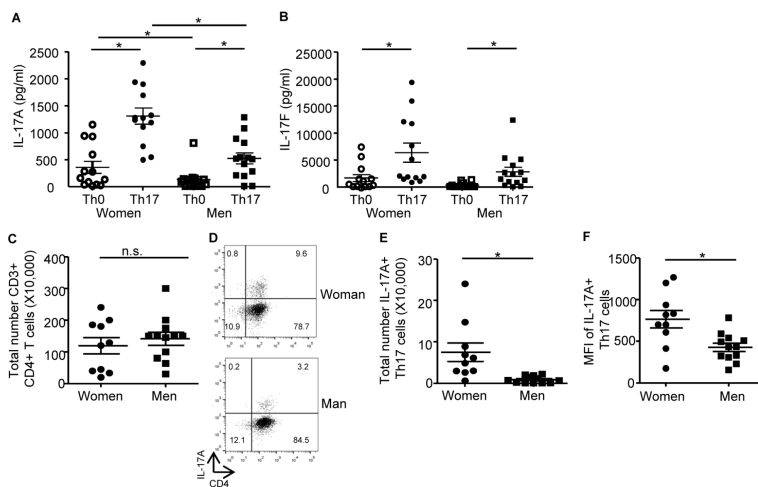 A
*
*
*
*
IL-17A (pg/ml)
2500
2000
1500
1000
500
0
Th0 Th17 Th0 Th17
Women Men
B
*
*
IL-17F (pg/ml)
25000
20000
15000
10000
5000
0
Th0 Th17 Th0 Th17
Women Men
C
n.s.
Total number CD3+
CD4+ T cells (X10,000)
400
300
200
100
0
Women Men
D
0.8 9.6
10.9 78.7
Woman
0.2 3.2
12.1 84.5
Man
IL-17A
CD4
E
*
Total number IL-17A+
Th17 cells (X10,000)
30
20
10
0
Women Men
F
*
MFI of IL-17A+
Th17 cells
1500
1000
500
0
Women Men